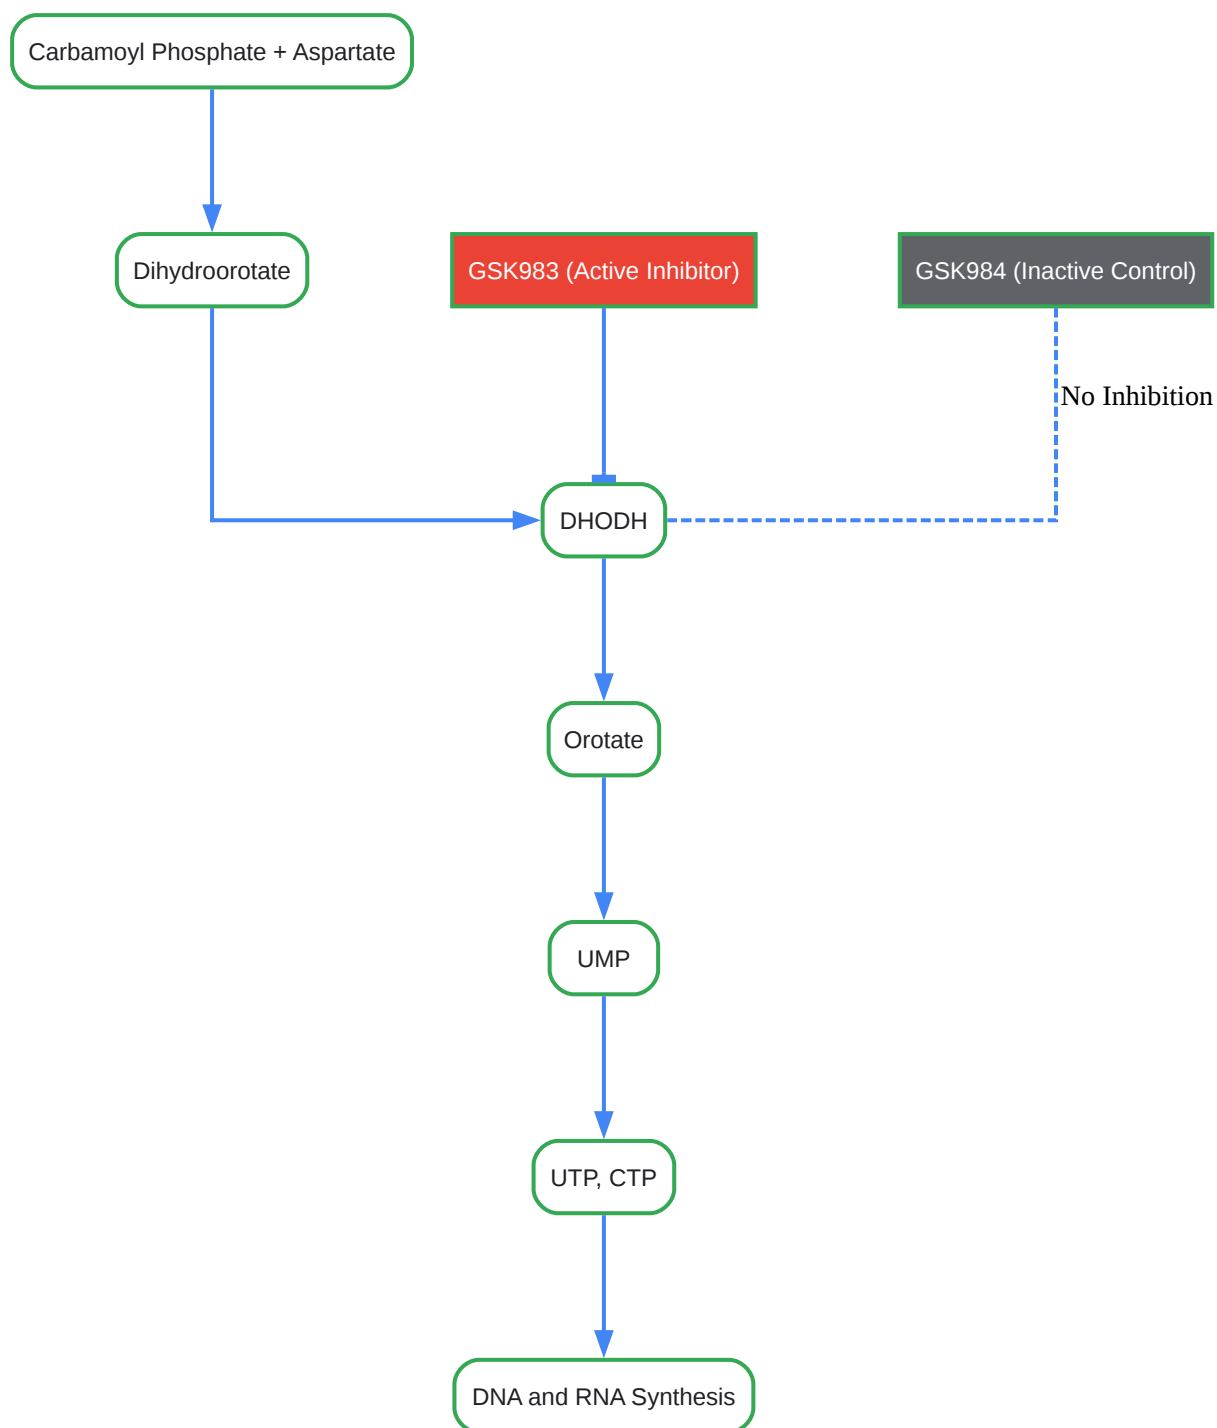 Carbamoyl Phosphate + Aspartate
Dihydroorotate
GSK983 (Active Inhibitor)
GSK984 (Inactive Control)
No Inhibition
DHODH
Orotate
UMP
UTP, CTP
DNA and RNA Synthesis